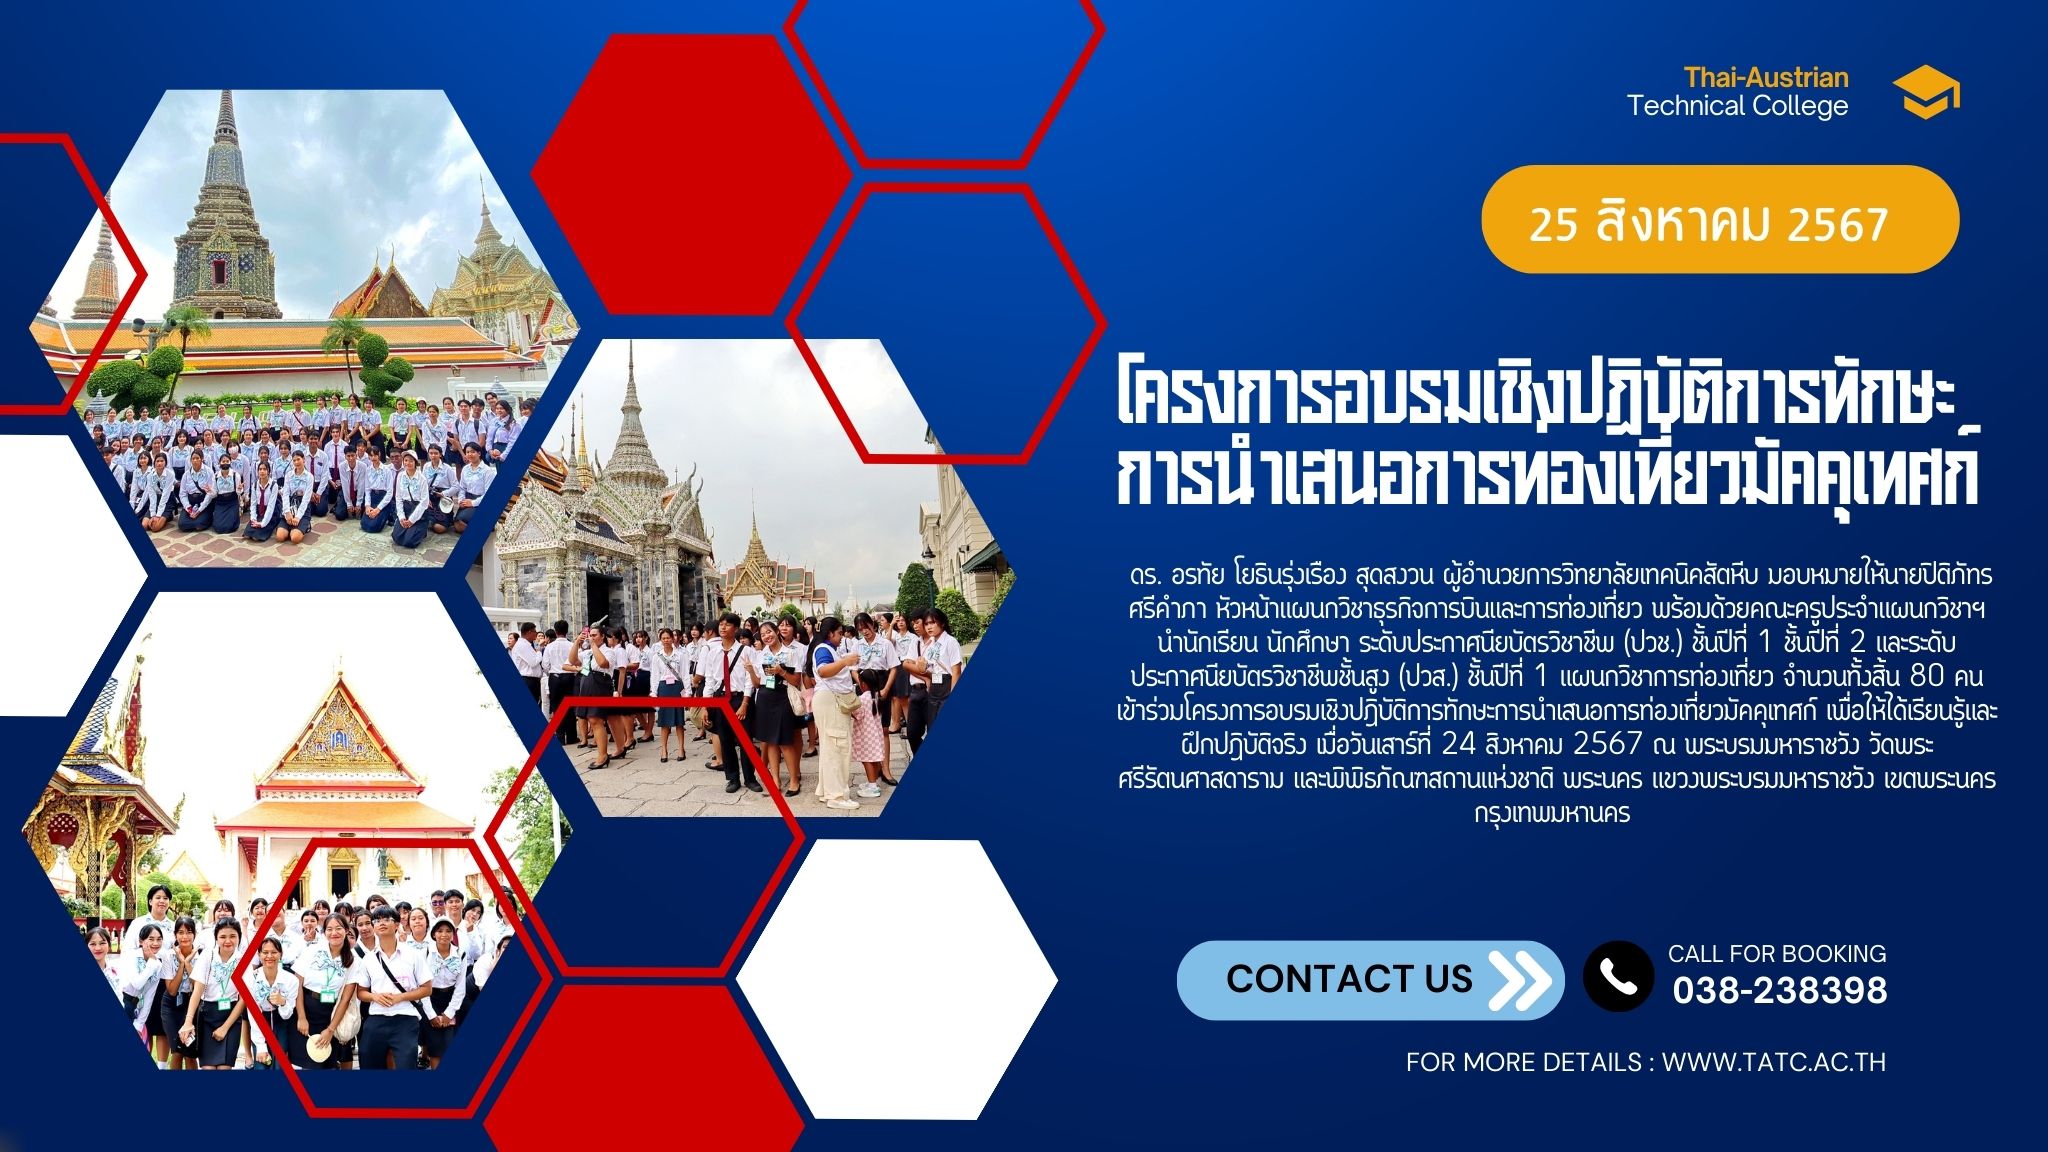 Thai-Austrian
Technical College
25 สิงหาคม 2567
โครงการอบรมเชิงปฏิบัติการทักษะ
การนำเสนอการท่องเที่ยวมัคคุเทศก์
ดร. อรทัย โยธินรุ่งเรือง สุดสงวน ผู้อำนวยการวิทยาลัยเทคนิคสัตหีบ มอบหมายให้นายปิติภัทร
ศรีคำภา หัวหน้าแผนกวิชาธุรกิจการบินและการท่องเที่ยว พร้อมด้วยคณะครูประจำแผนกวิชาฯ
นำนักเรียน นักศึกษา ระดับประกาศนียบัตรวิชาชีพ (ปวช.) ชั้นปีที่ 1 ชั้นปีที่ 2 และระดับ
ประกาศนียบัตรวิชาชีพชั้นสูง (ปวส.) ชั้นปีที่ 1 แผนกวิชาการท่องเที่ยว จำนวนทั้งสิ้น 80 คน
เข้าร่วมโครงการอบรมเชิงปฏิบัติการทักษะการนำเสนอการท่องเที่ยวมัคคุเทศก์ เพื่อให้ได้เรียนรู้และ
ฝึกปฏิบัติจริง เมื่อวันเสาร์ที่ 24 สิงหาคม 2567 ณ พระบรมมหาราชวัง วัดพระ
ศรีรัตนศาสดาราม และพิพิธภัณฑสถานแห่งชาติ พระนคร แขวงพระบรมมหาราชวัง เขตพระนคร
กรุงเทพมหานคร
CONTACT US
CALL FOR BOOKING
038-238398
FOR MORE DETAILS : WWW.TATC.AC.TH